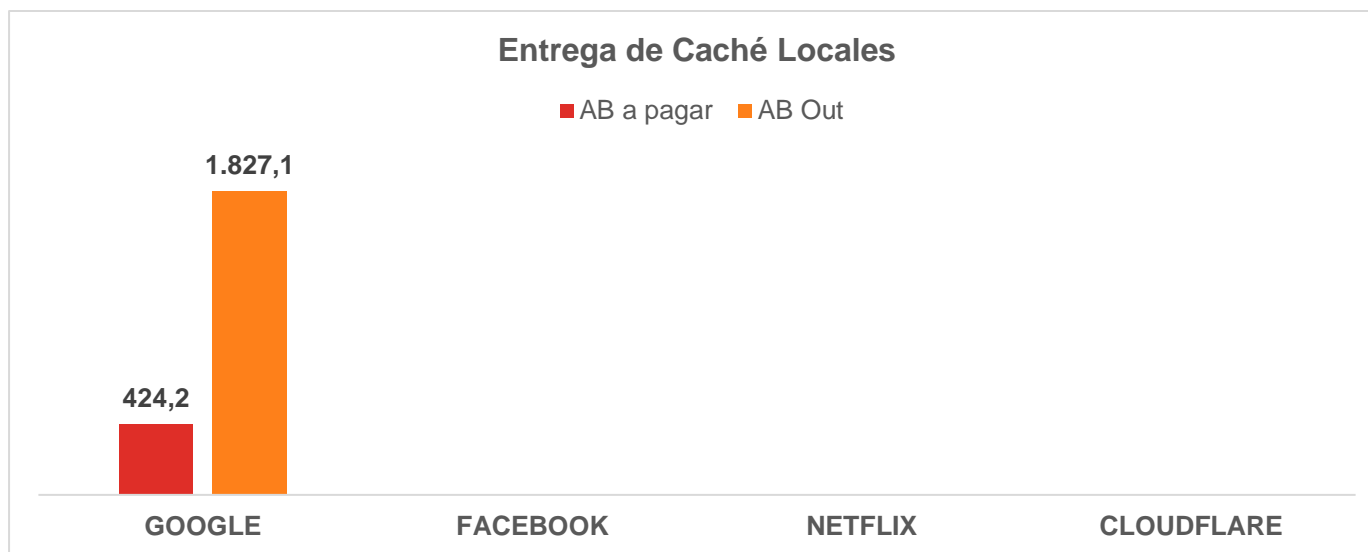 Entrega de Caché Locales
AB a pagar AB Out
1.827,1
424,2
GOOGLE FACEBOOK NETFLIX CLOUDFLARE